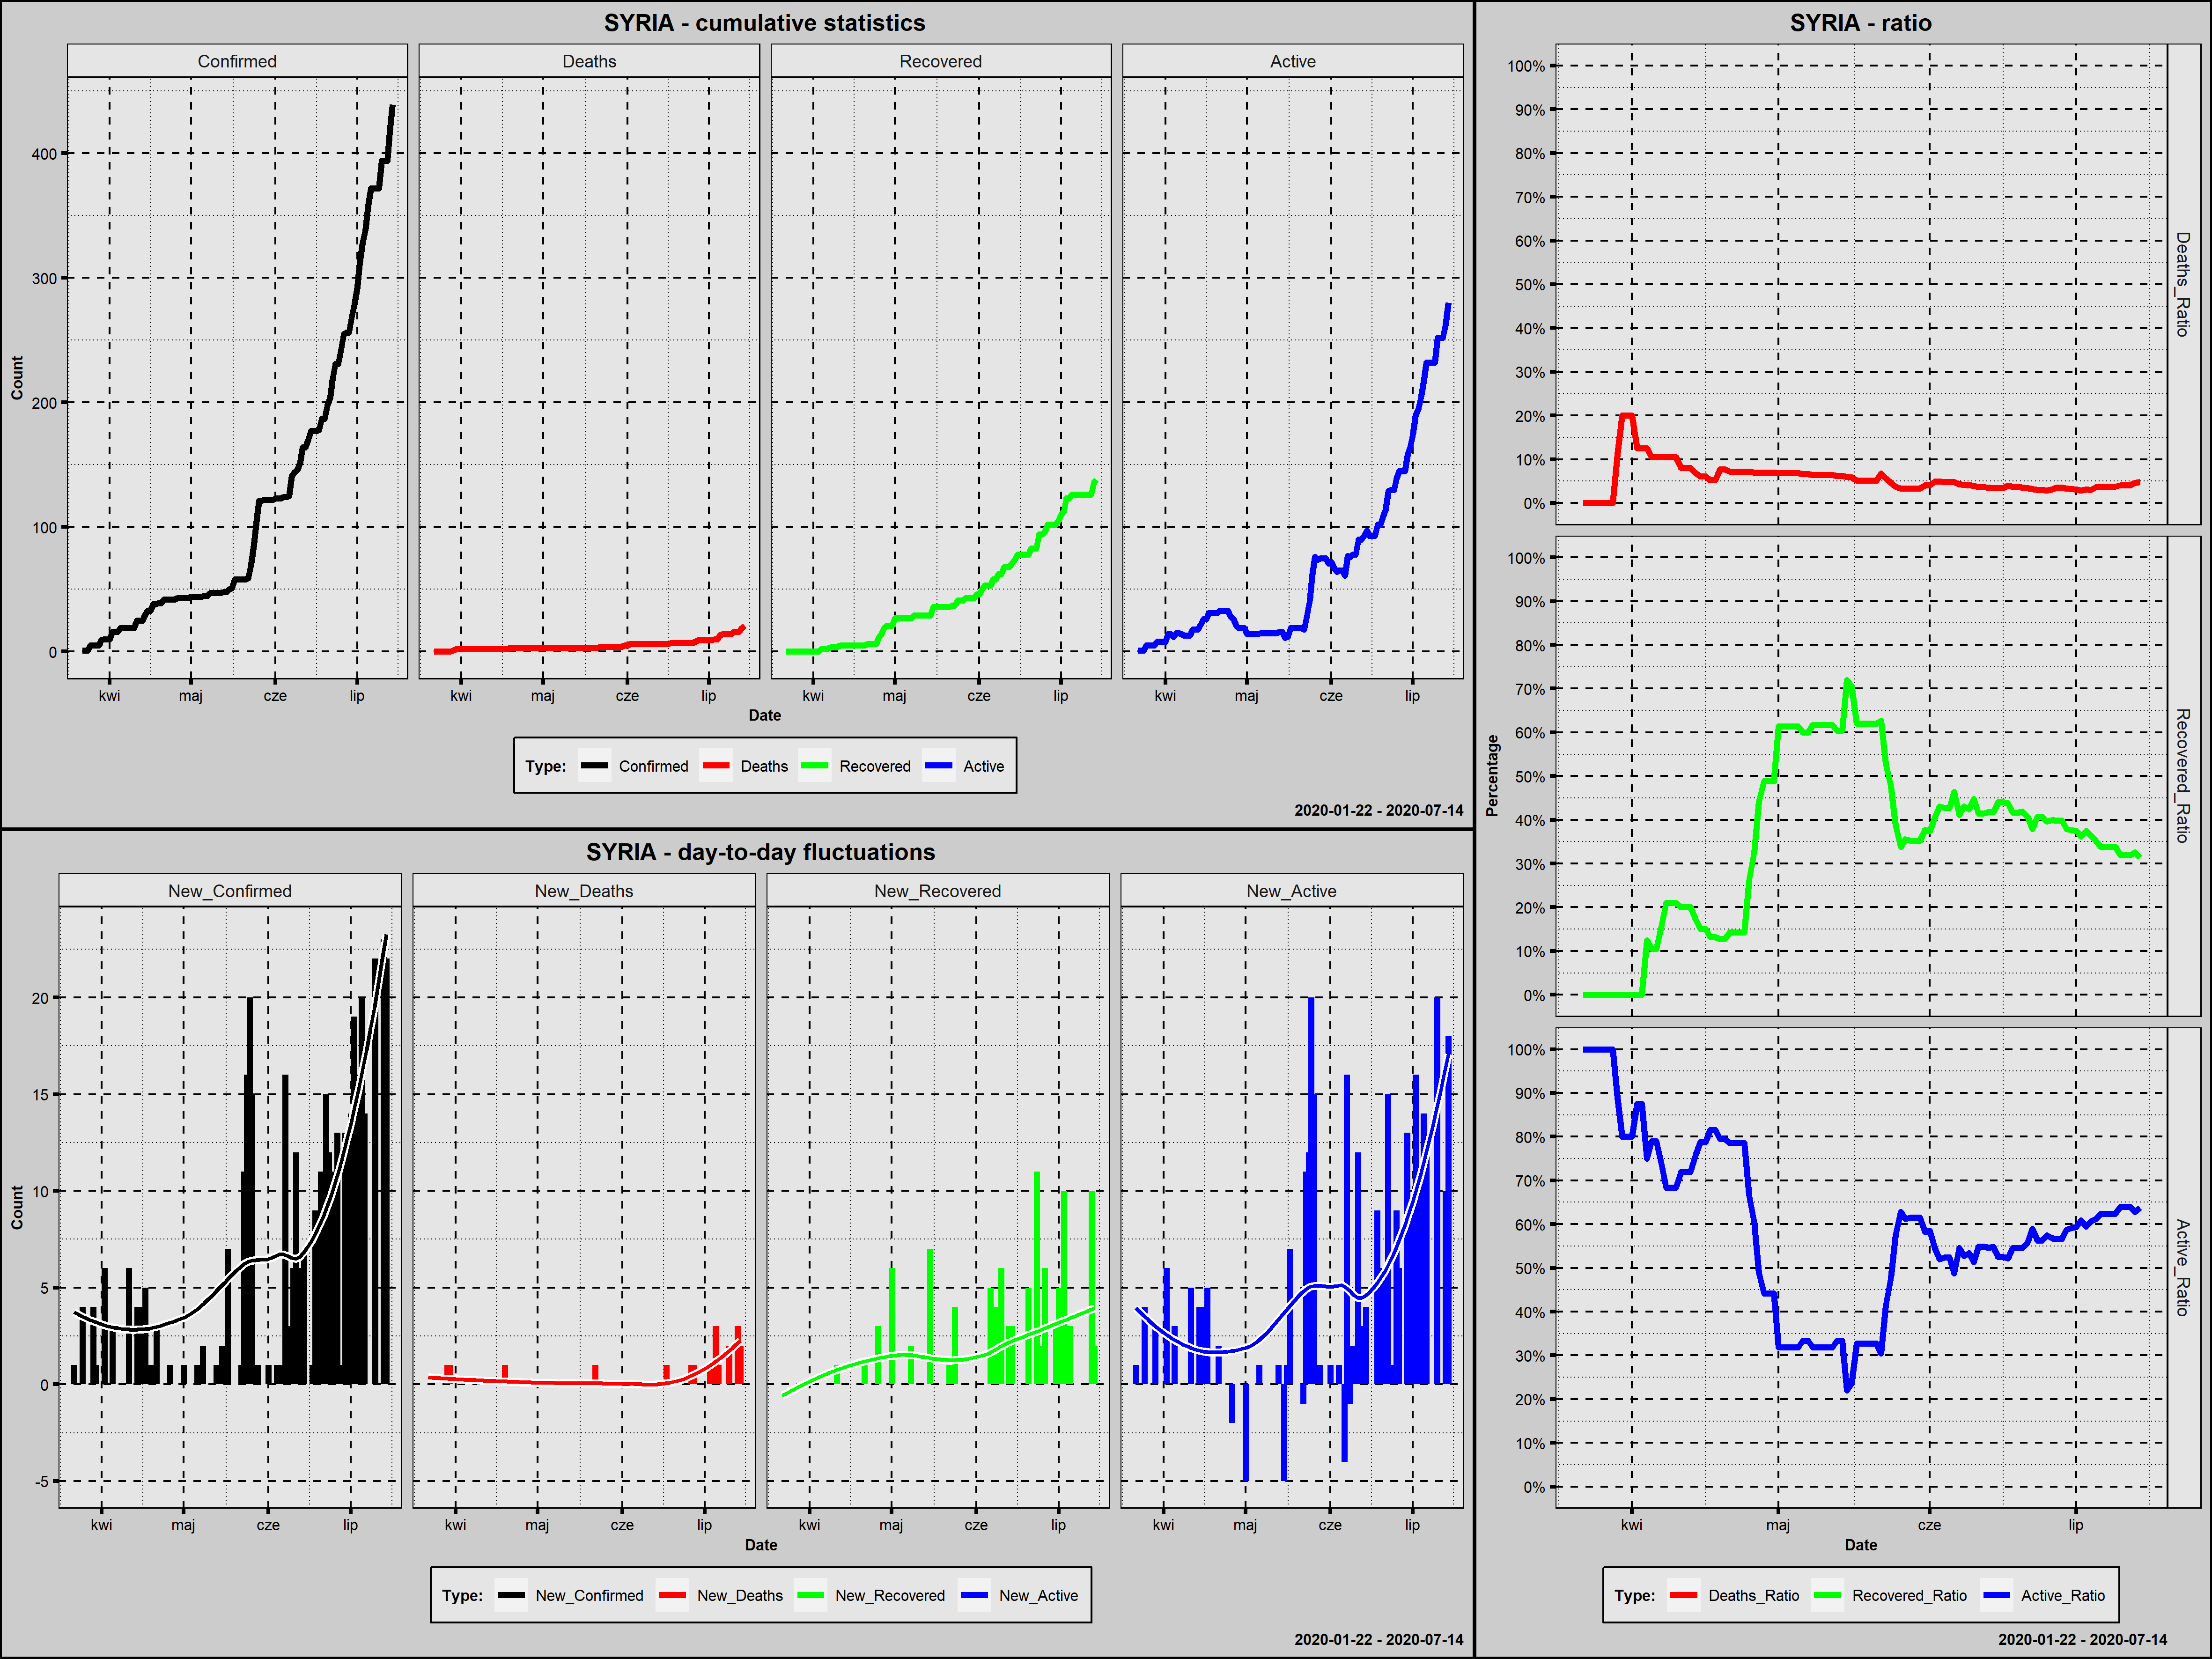 SYRIA - cumulative statistics
Confirmed Deaths Recovered Active
Count
400
300
200
100
0
kwi maj cze lip kwi maj cze lip kwi maj cze lip kwi maj cze lip
Date
Type: Confirmed Deaths Recovered Active
2020-01-22 - 2020-07-14
SYRIA - day-to-day fluctuations
New_Confirmed New_Deaths New_Recovered New_Active
Count
20
15
10
5
0
-5
kwi maj cze lip kwi maj cze lip kwi maj cze lip kwi maj cze lip
Date
Type: New_Confirmed New_Deaths New_Recovered New_Active
2020-01-22 - 2020-07-14
SYRIA - ratio
Percentage
100%
90%
80%
70%
60%
50%
40%
30%
20%
10%
0%
Deaths_Ratio
100%
90%
80%
70%
60%
50%
40%
30%
20%
10%
0%
Recovered_Ratio
100%
90%
80%
70%
60%
50%
40%
30%
20%
10%
0%
Active_Ratio
kwi maj cze lip
Date
Type: Deaths_Ratio Recovered_Ratio Active_Ratio
2020-01-22 - 2020-07-14